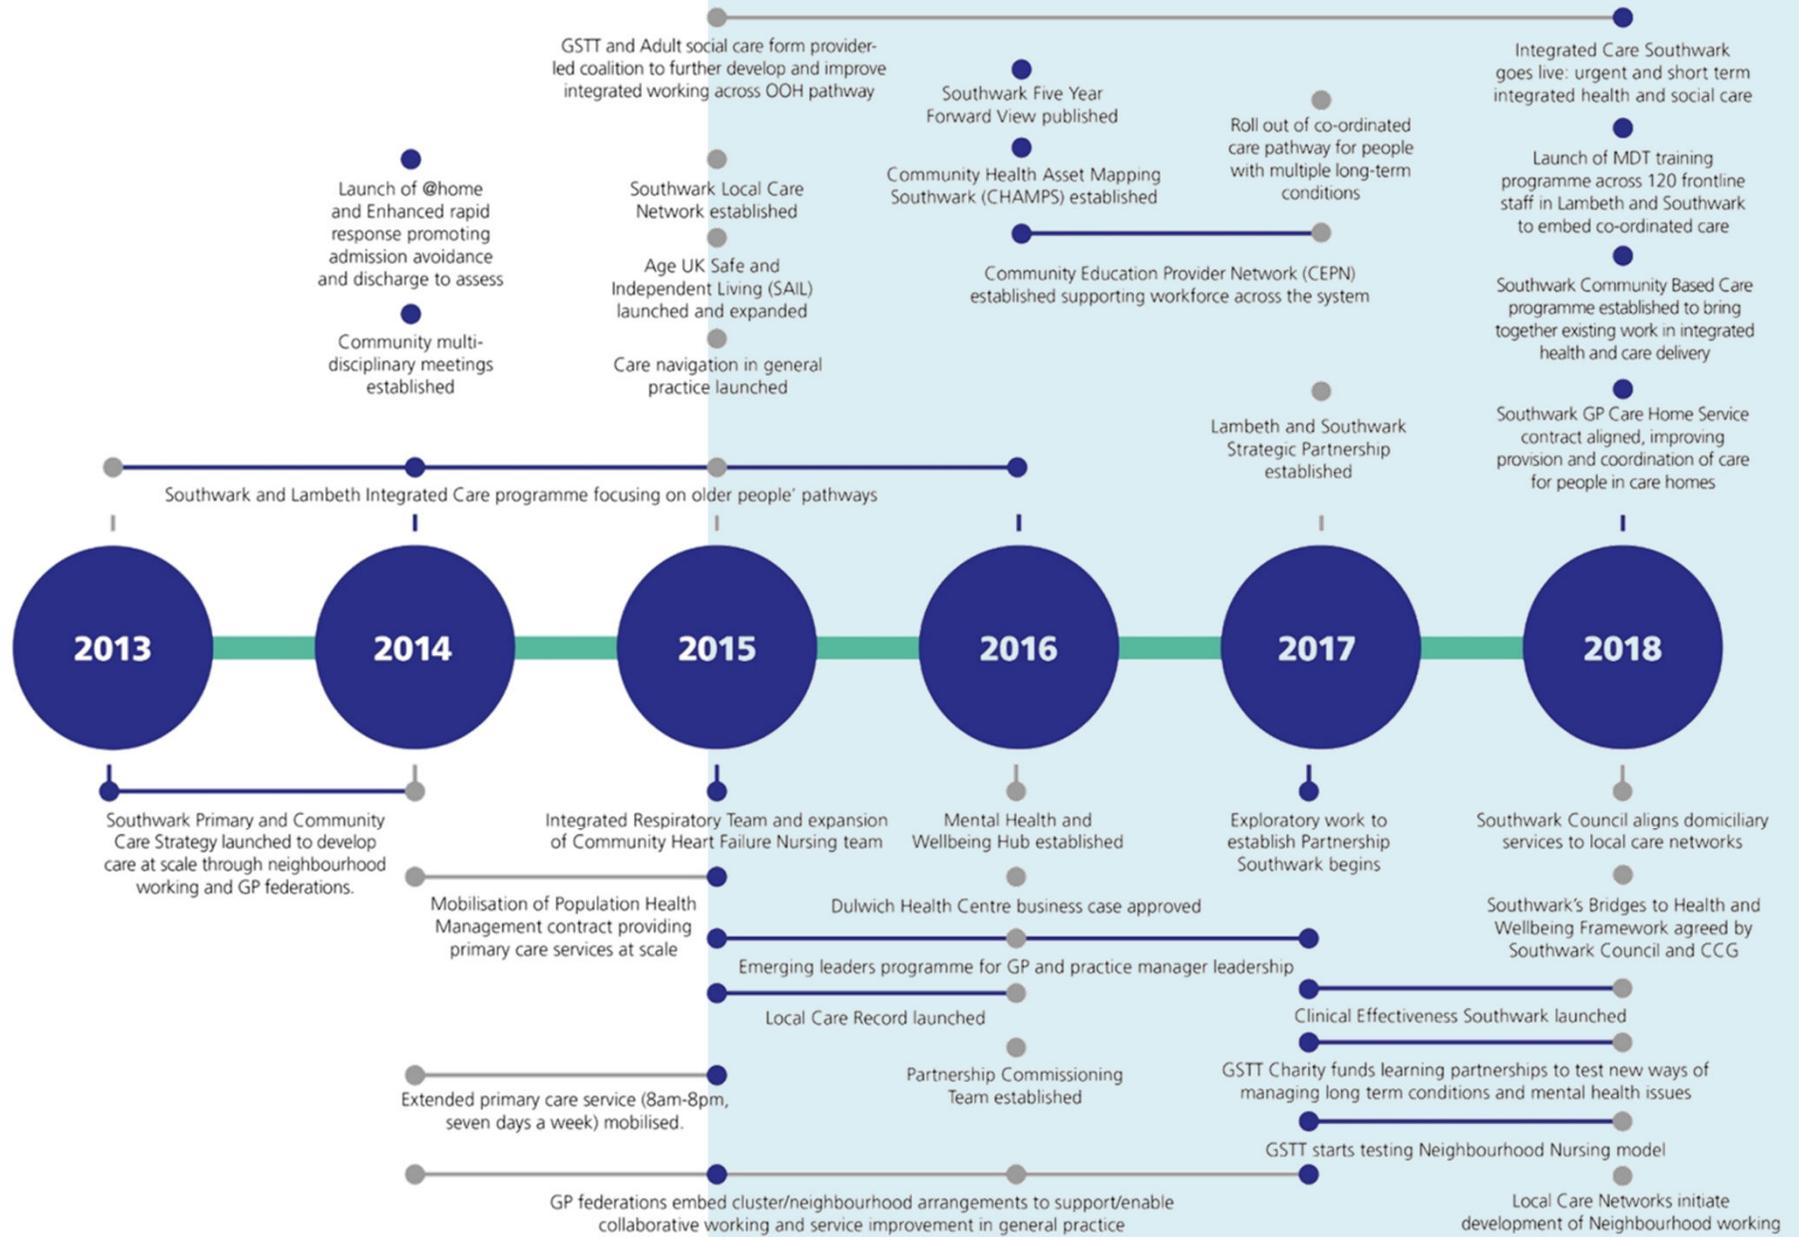 GSTT and Adult social care form provider-
led coalition to further develop and improve
integrated working across OOH pathway
Southwark Five Year
Forward View published
Community Health Asset Mapping
Southwark (CHAMPS) established
Roll out of co-ordinated
care pathway for people
with multiple long-term
conditions
Integrated Care Southwark
goes live: urgent and short term
integrated health and social care
Launch of MDT training
programme across 120 frontline
staff in Lambeth and Southwark
to embed co-ordinated care
Launch of @home
and Enhanced rapid
response promoting
admission avoidance
and discharge to assess
Community multi-
disciplinary meetings
established
Southwark Local Care
Network established
Age UK Safe and
Independent Living (SAIL)
launched and expanded
Care navigation in general
practice launched
Community Education Provider Network (CEPN)
established supporting workforce across the system
Southwark Community Based Care
programme established to bring
together existing work in integrated
health and care delivery
Lambeth and Southwark
Strategic Partnership
established
Southwark GP Care Home Service
contract aligned, improving
provision and coordination of care
for people in care homes
Southwark and Lambeth Integrated Care programme focusing on older people' pathways
2013
2014
2015
2016
2017
2018
Southwark Primary and Community
Care Strategy launched to develop
care at scale through neighbourhood
working and GP federations.
Integrated Respiratory Team and expansion
of Community Heart Failure Nursing team
Mental Health and
Wellbeing Hub established
Exploratory work to
establish Partnership
Southwark begins
Southwark Council aligns domiciliary
services to local care networks
Mobilisation of Population Health
Management contract providing
primary care services at scale
Dulwich Health Centre business case approved
Southwark's Bridges to Health and
Wellbeing Framework agreed by
Southwark Council and CCG
Emerging leaders programme for GP and practice manager leadership
Local Care Record launched
Clinical Effectiveness Southwark launched
Partnership Commissioning
Team established
GSTT Charity funds learning partnerships to test new ways of
managing long term conditions and mental health issues
Extended primary care service (8am-8pm,
seven days a week) mobilised.
GSTT starts testing Neighbourhood Nursing model
GP federations embed cluster/neighbourhood arrangements to support/enable
collaborative working and service improvement in general practice
Local Care Networks initiate
development of Neighbourhood working